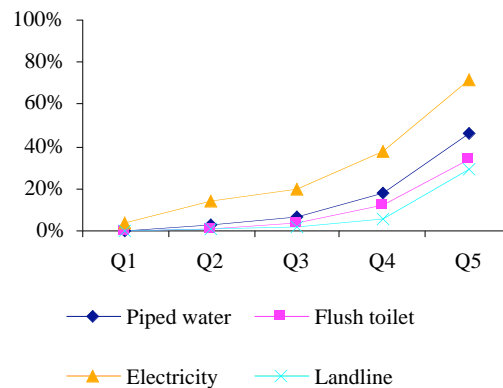 100%
80%
60%
40%
20%
0%
Q1 Q2 Q3 Q4 Q5
Piped water Flush toilet
Electricity Landline